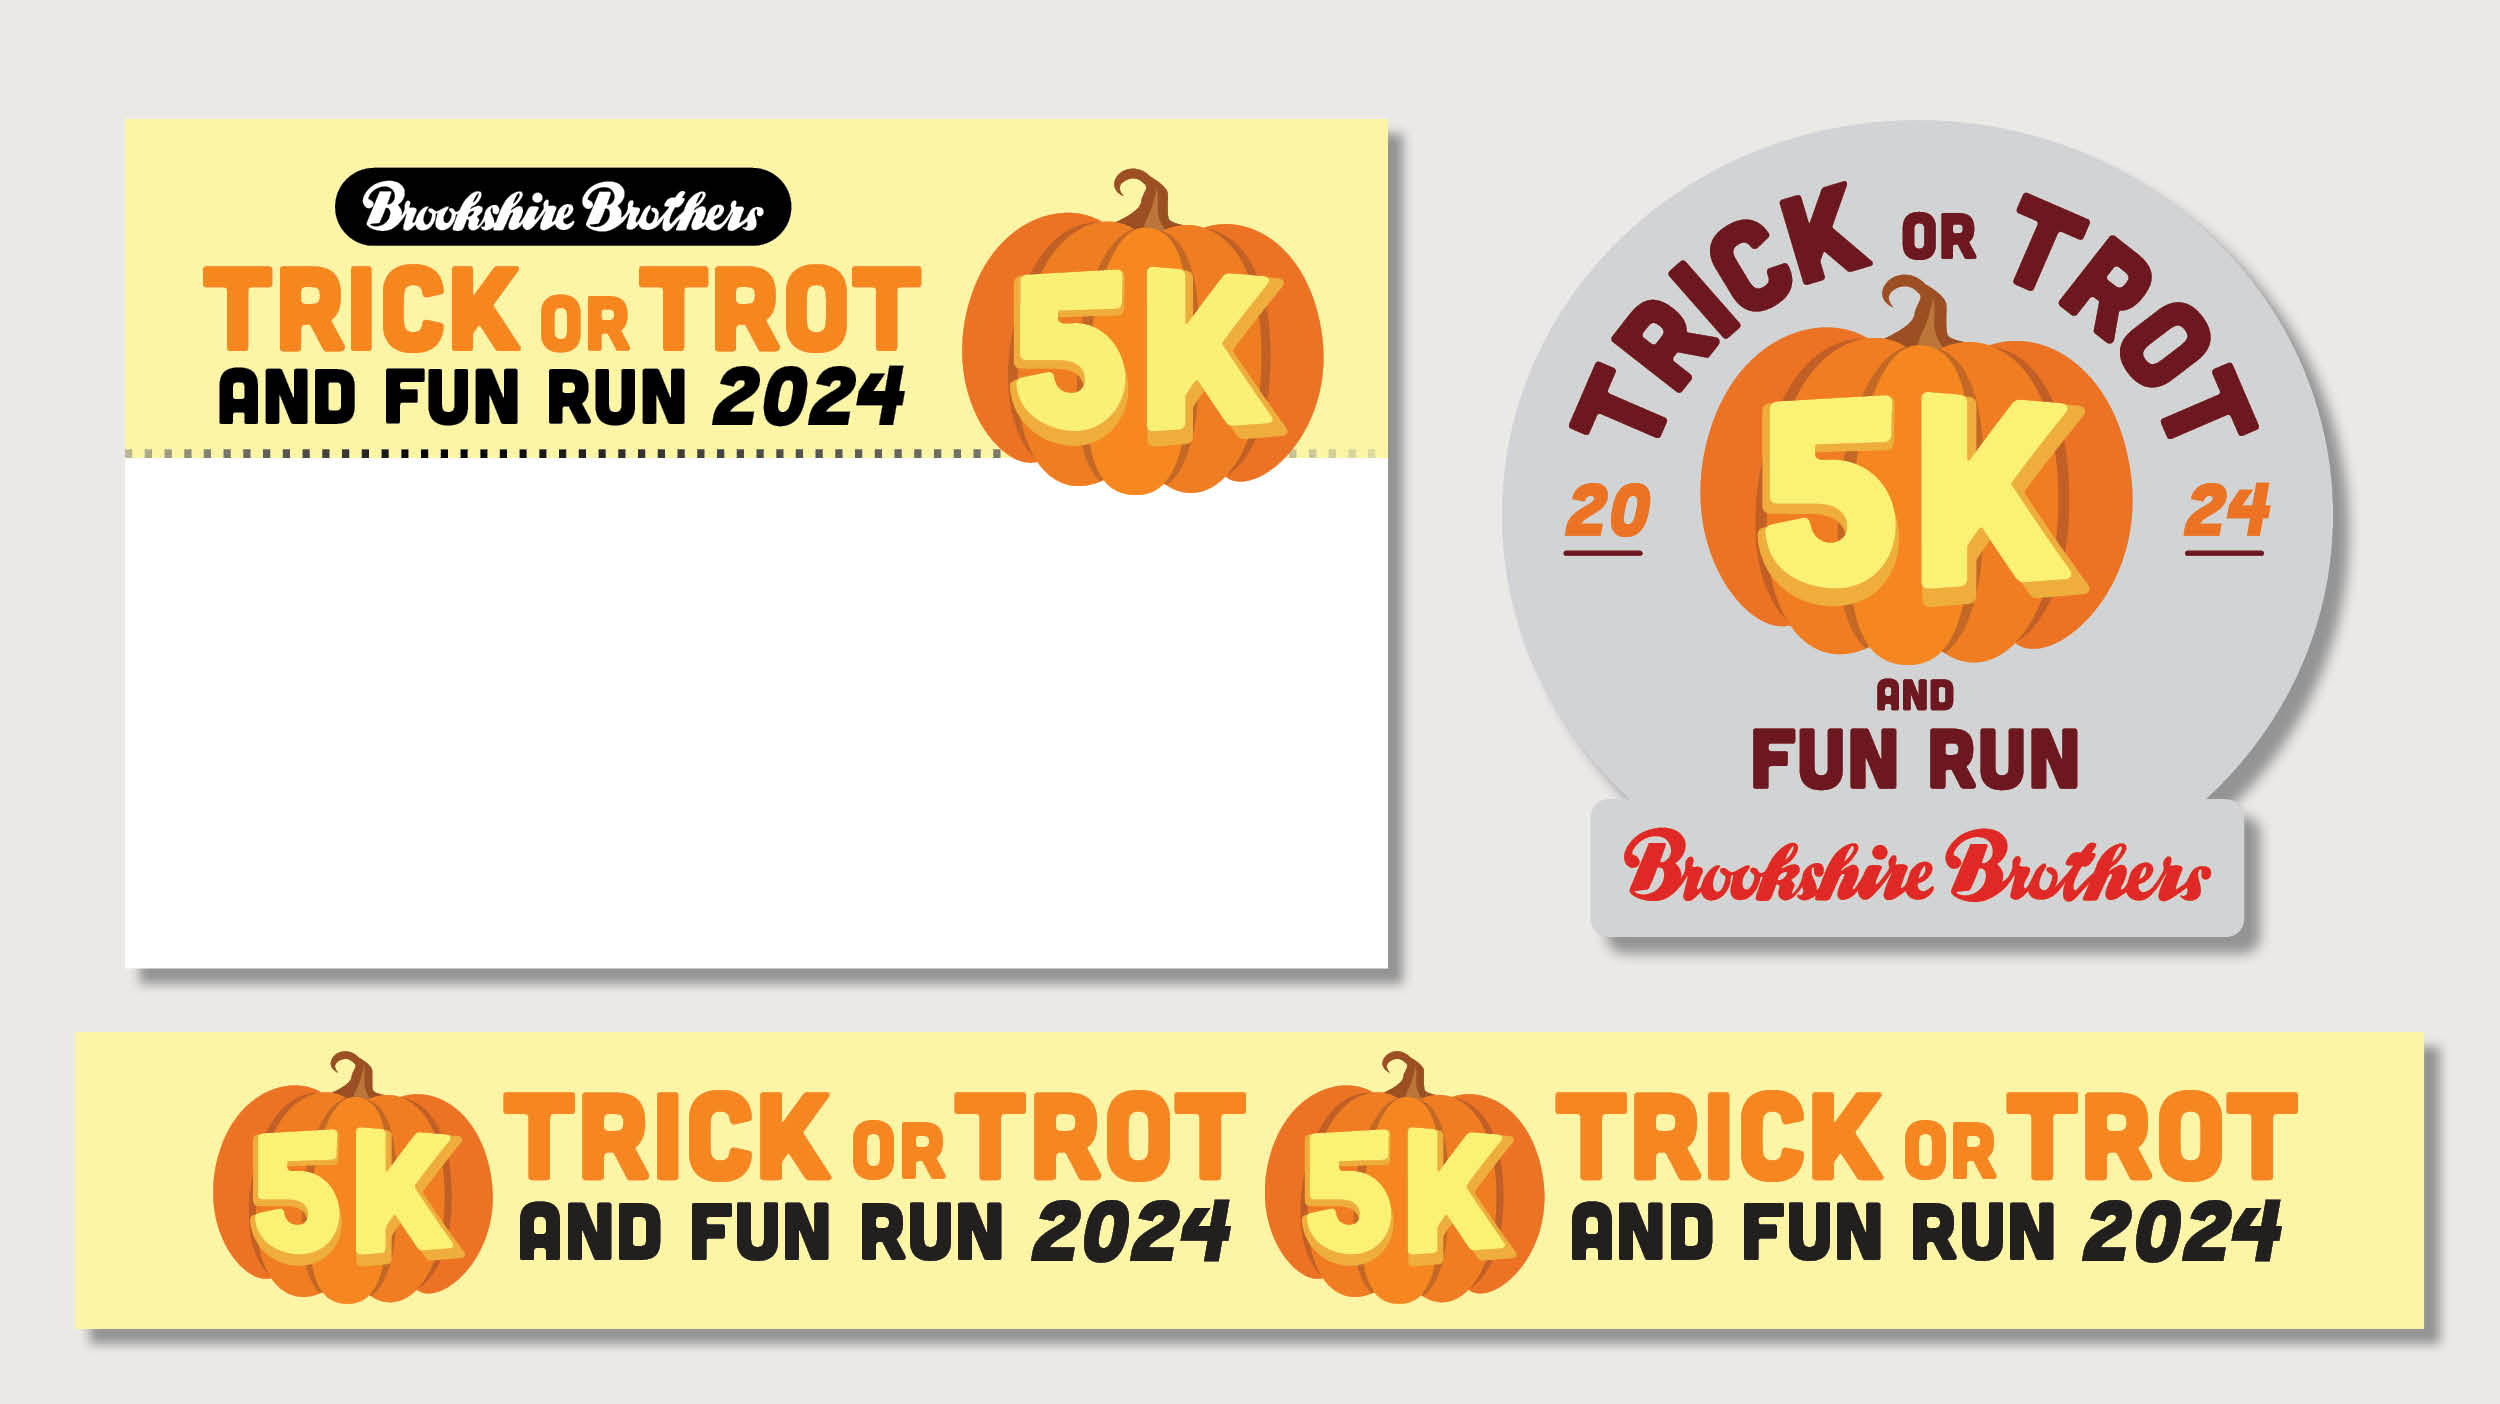 Brookshire Brothers
TRICK OR TROT
AND FUN RUN 2024
5K
TRICK OR TROT
5K
20 24
AND
FUN RUN
Brookshire Brothers
5K
TRICK OR TROT
AND FUN RUN 2024
5K
TRICK OR TROT
AND FUN RUN 2024